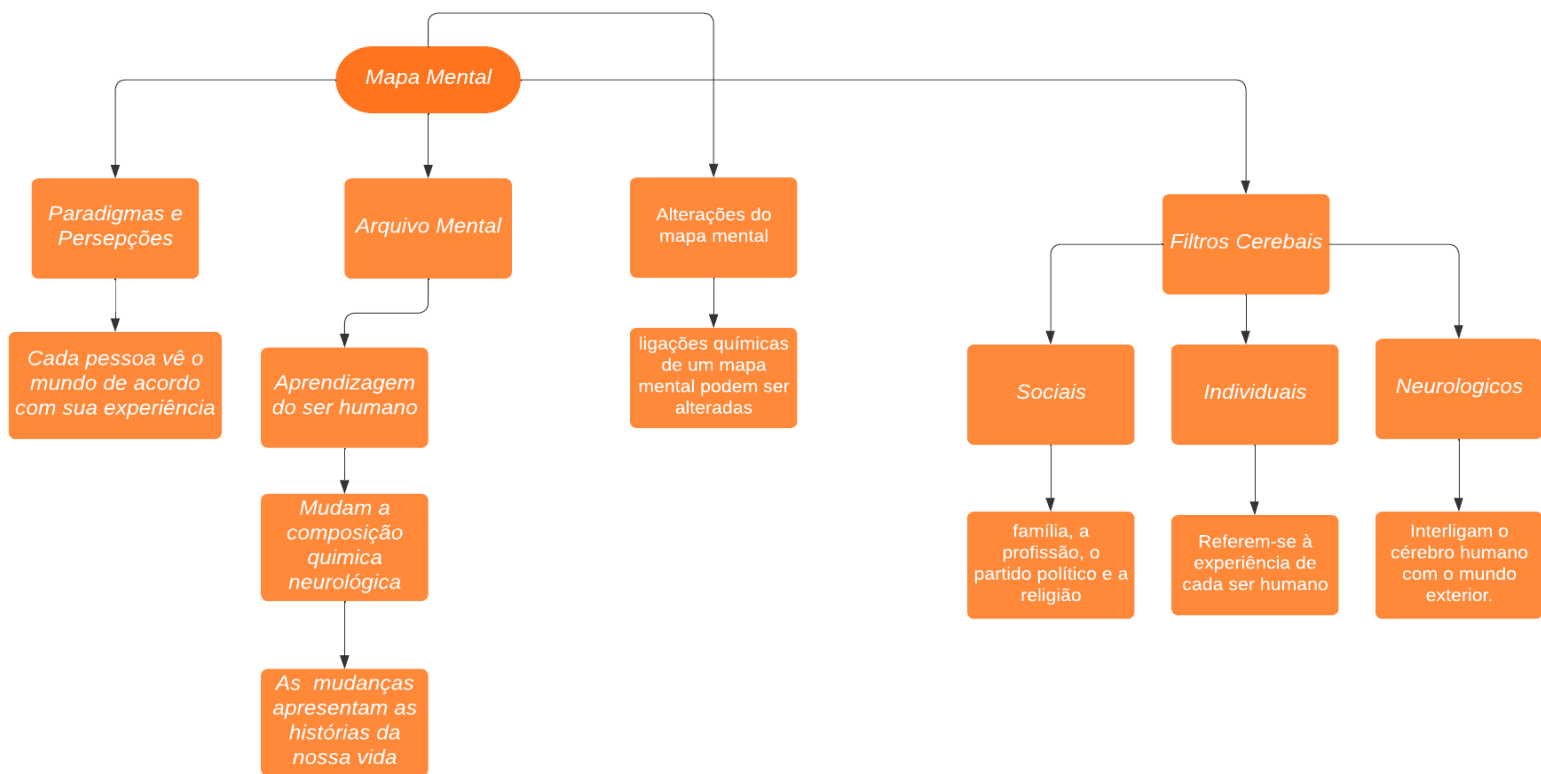 Mapa Mental
Paradigmas e
Persepções
Arquivo Mental
Alterações do
mapa mental
Filtros Cerebais
Cada pessoa vê o
mundo de acordo
com sua experiência
Aprendizagem
do ser humano
ligações químicas
de um mapa
mental podem ser
alteradas
Sociais
Individuais
Neurologicos
Mudam a
composição
quimica
neurológica
família, a
profissão, o
partido político e a
religião
Referem-se à
experiência de
cada ser humano
Interligam o
cérebro humano
com o mundo
exterior.
As  mudanças
apresentam as
histórias da
nossa vida